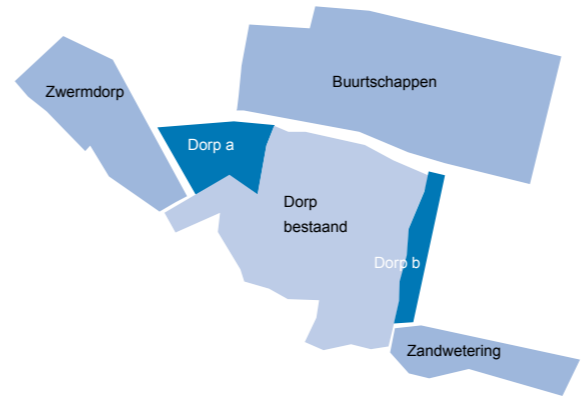 Buurtschappen
Zwermdorp
Dorp a
Dorp
bestaand
Dorp b
Zandwetering